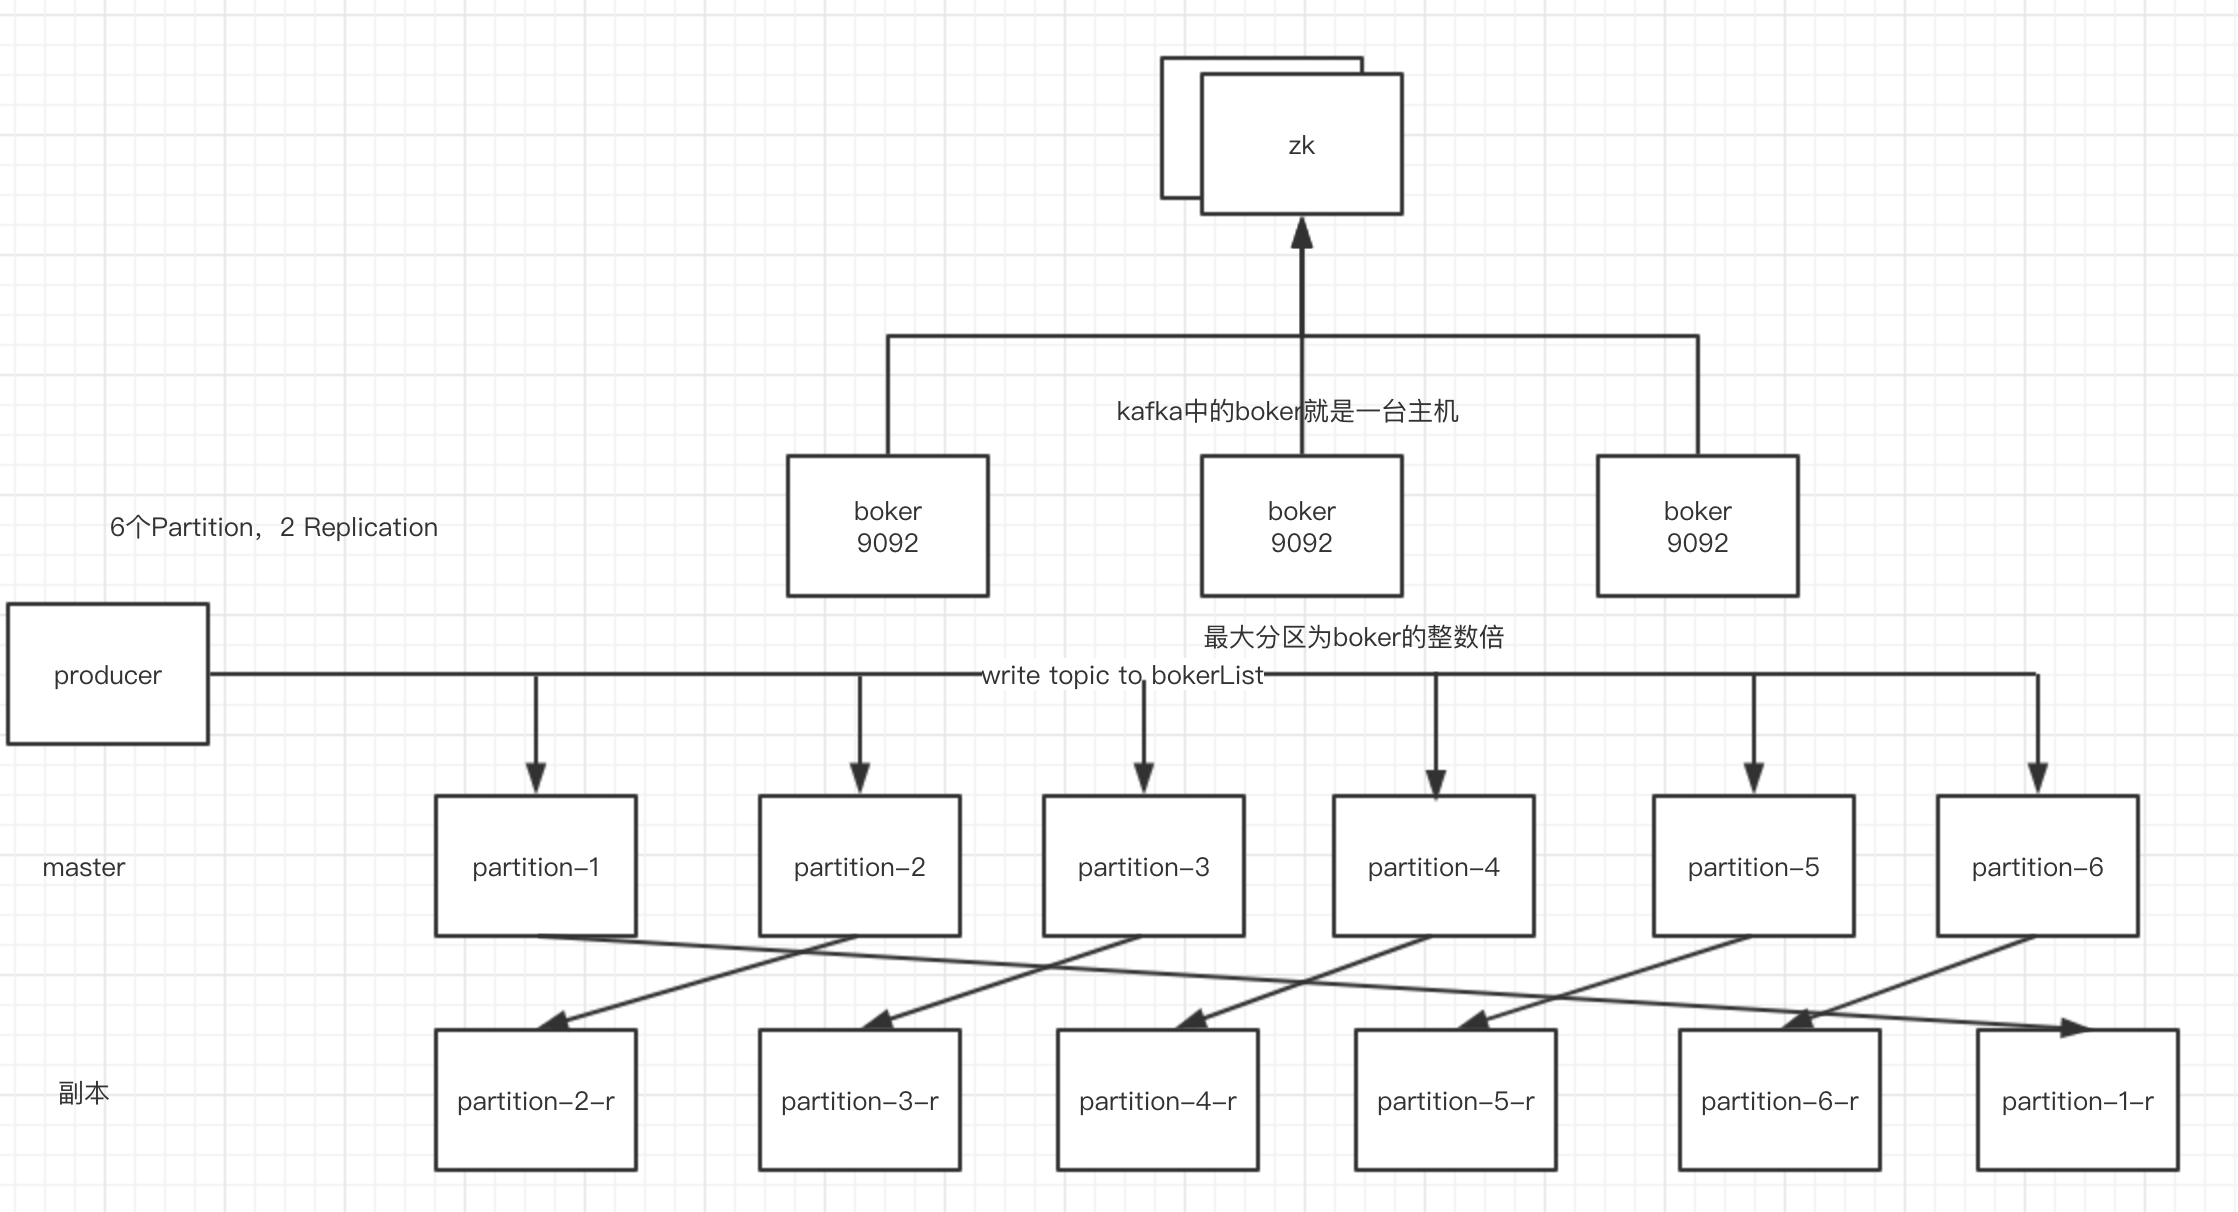 zk
kafka中的boker就是一台主机
boker
9092
boker
9092
boker
9092
6个Partition，2 Replication
最大分区为boker的整数倍
producer
write topic to bokerList
master
partition-1
partition-2
partition-3
partition-4
partition-5
partition-6
副本
partition-2-r
partition-3-r
partition-4-r
partition-5-r
partition-6-r
partition-1-r